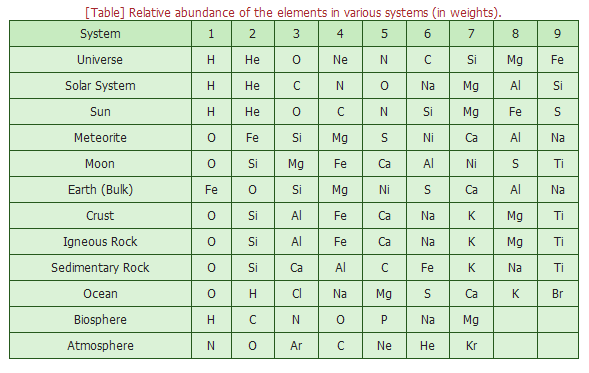 [Table] Relative abundance of the elements in various systems (in weights).
System 1 2 3 4 5 6 7 8 9
Universe H He O Ne N C Si Mg Fe
Solar System H He C N O Na Mg Al Si
Sun H He O C N Si Mg Fe S
Meteorite O Fe Si Mg S Ni Ca Al Na
Moon O Si Mg Fe Ca Al Ni S Ti
Earth (Bulk) Fe O Si Mg Ni S Ca Al Na
Crust O Si Al Fe Ca Na K Mg Ti
Igneous Rock O Si Al Fe Ca Na K Mg Ti
Sedimentary Rock O Si Ca Al C Fe K Na Ti
Ocean O H Cl Na Mg S Ca K Br
Biosphere H C N O P Na Mg
Atmosphere N O Ar C Ne He Kr